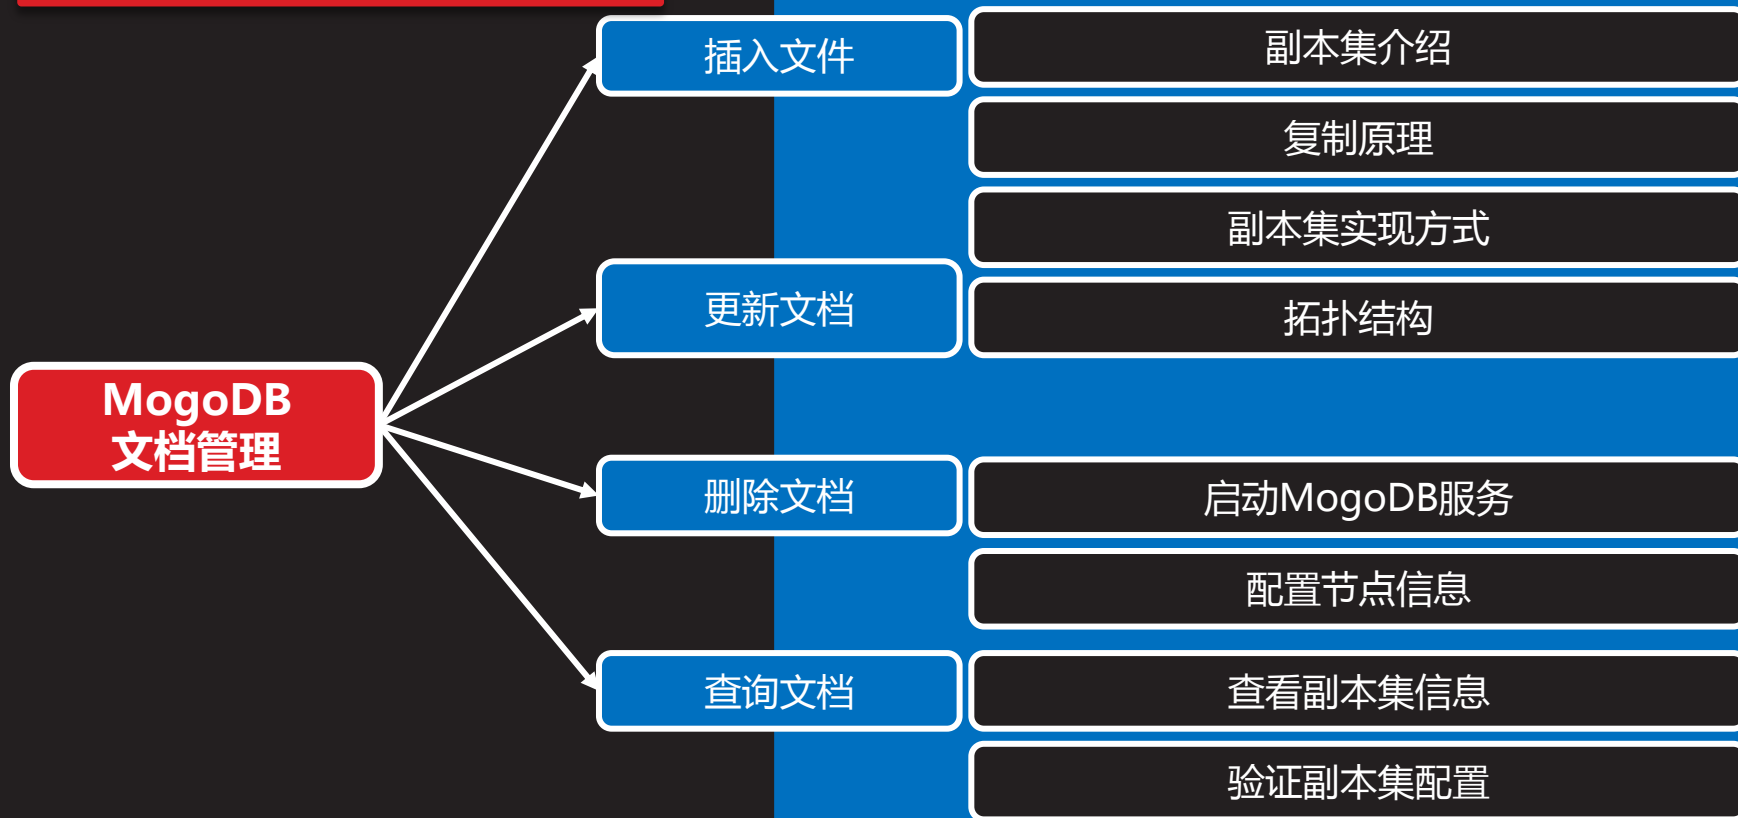 插入文件
副本集介绍
复制原理
副本集实现方式
更新文档
拓扑结构
MogoDB
文档管理
删除文档
启动MogoDB服务
配置节点信息
查询文档
查看副本集信息
验证副本集配置